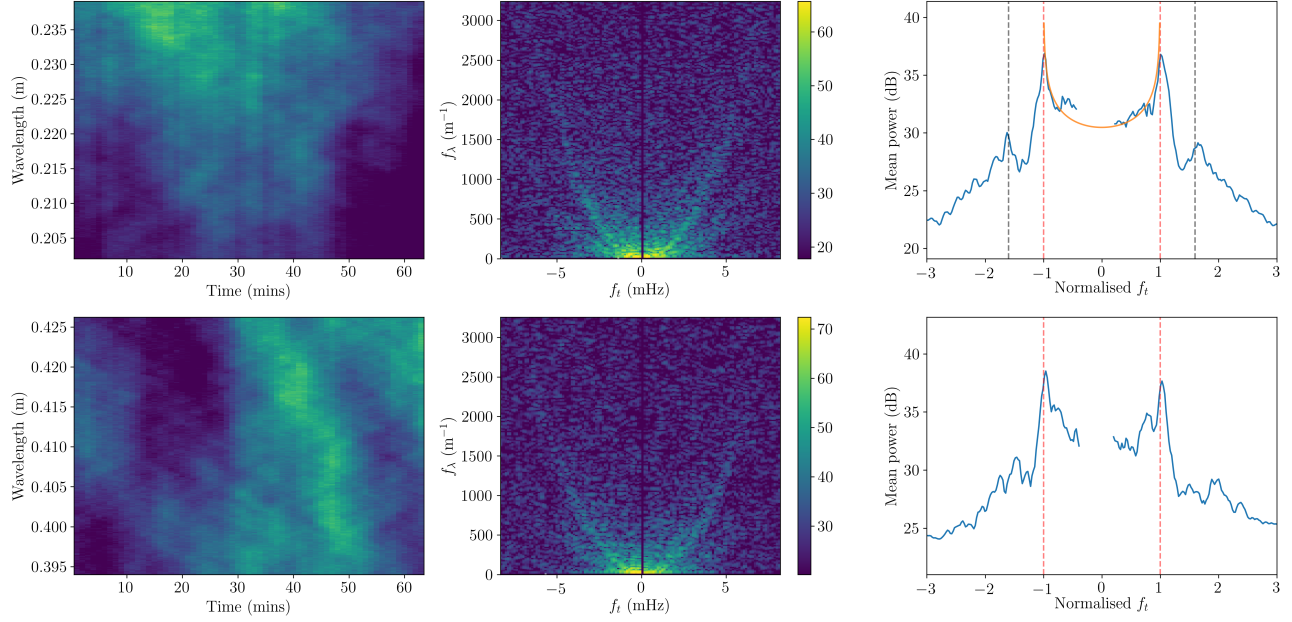 0.235
0.230
0.225
0.220
0.215
0.210
0.205
Wavelength (m)
10 20 30 40 50 60
Time (mins)
3000
2500
2000
1500
1000
500
0
f_λ (m⁻¹)
−5 0 5
f_t (mHz)
60
50
40
30
20
40
35
30
25
20
Mean power (dB)
−3 −2 −1 0 1 2 3
Normalised f_t
0.425
0.420
0.415
0.410
0.405
0.400
0.395
Wavelength (m)
10 20 30 40 50 60
Time (mins)
3000
2500
2000
1500
1000
500
0
f_λ (m⁻¹)
−5 0 5
f_t (mHz)
70
60
50
40
30
40
35
30
25
Mean power (dB)
−3 −2 −1 0 1 2 3
Normalised f_t